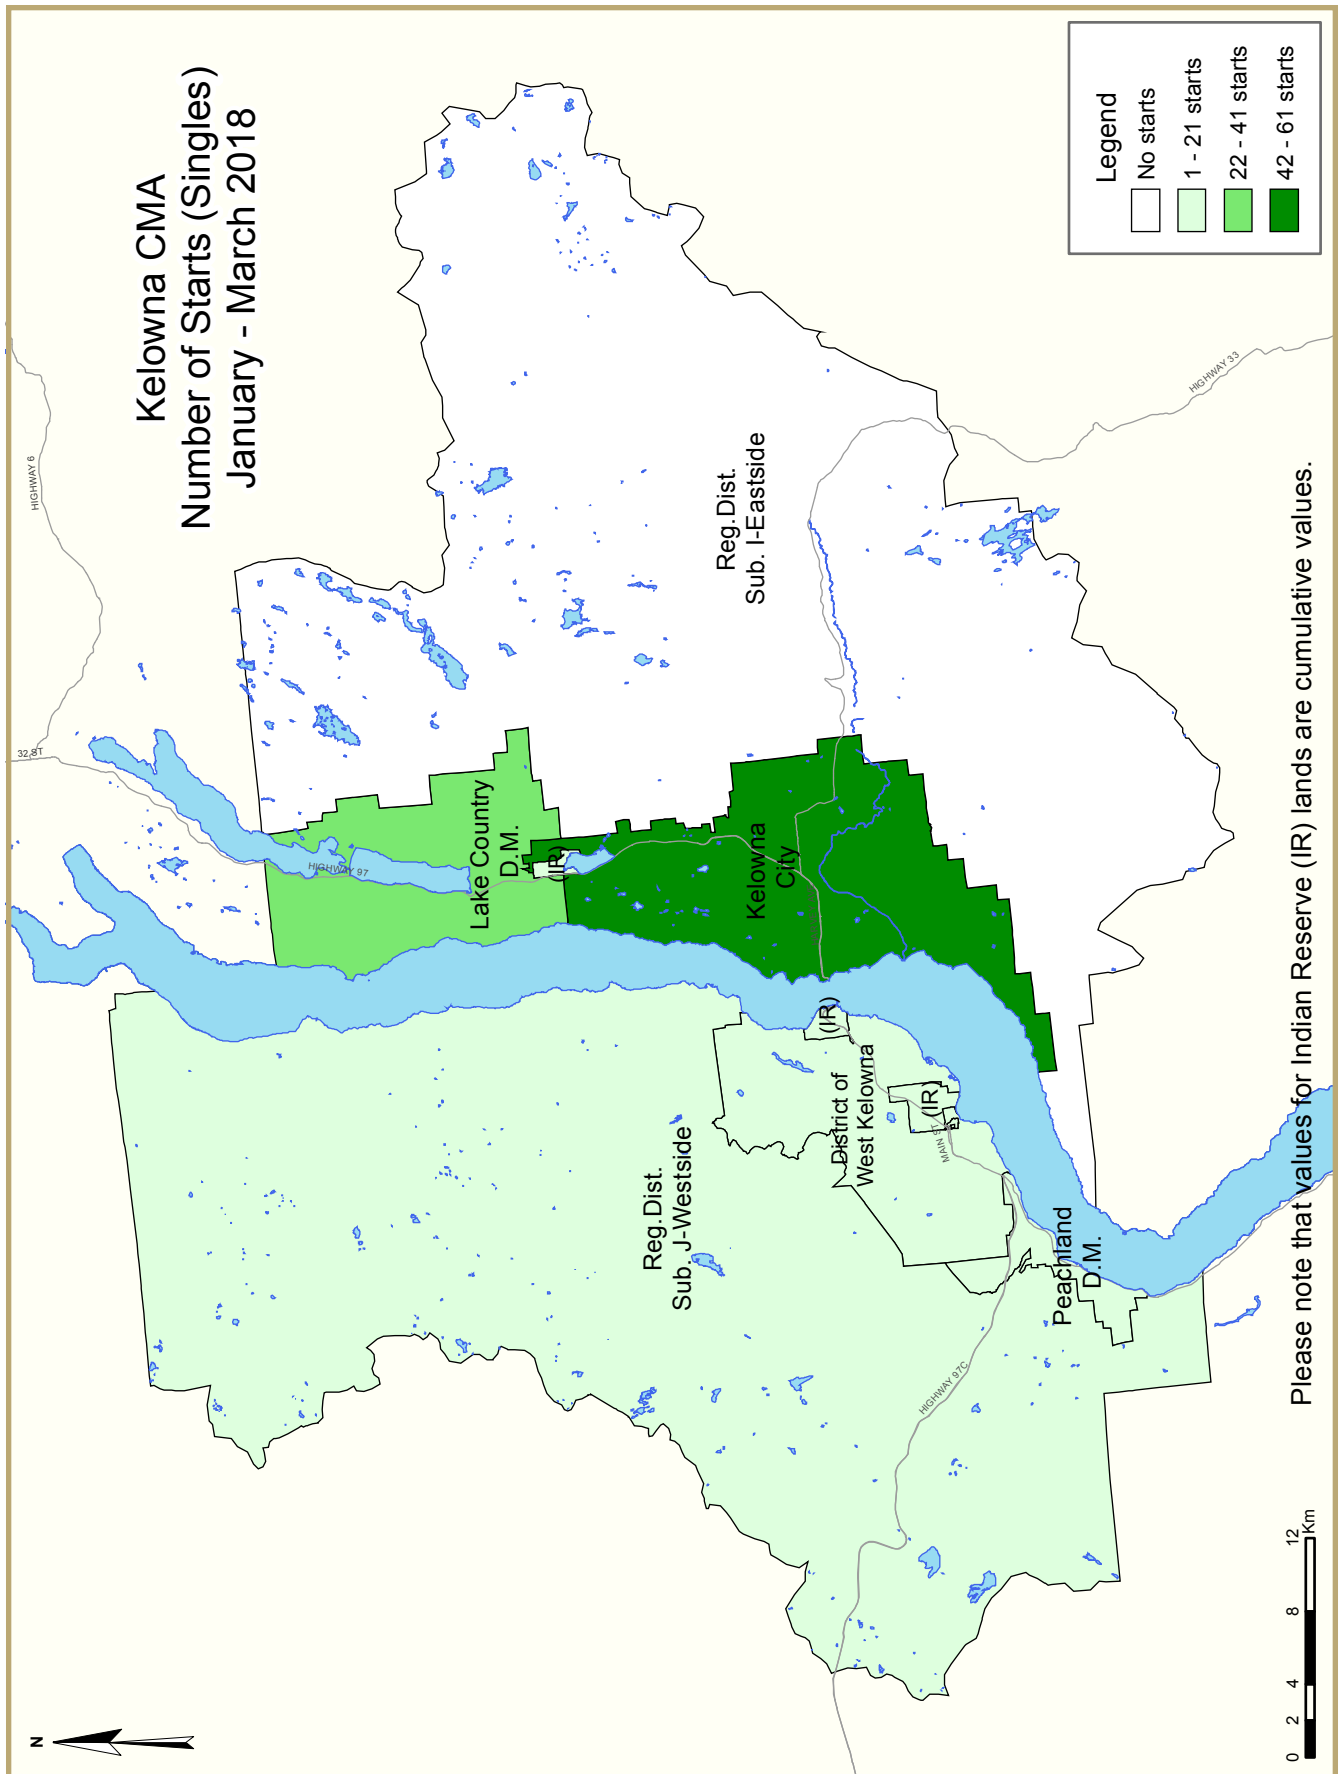 Kelowna CMA
Number of Starts (Singles)
January - March 2018
Legend
No starts
1 - 21 starts
22 - 41 starts
42 - 61 starts
N
HIGHWAY 6
32 ST
HIGHWAY 97
Lake Country
D.M.
(IR)
Reg.Dist.
Sub. I-Eastside
HIGHWAY 33
Kelowna
City
(IR)
District of
West Kelowna
(IR)
MAIN ST
Reg.Dist.
Sub. J-Westside
Peachland
D.M.
HIGHWAY 97C
0 2 4 8 12
Km
Please note that values for Indian Reserve (IR) lands are cumulative values.